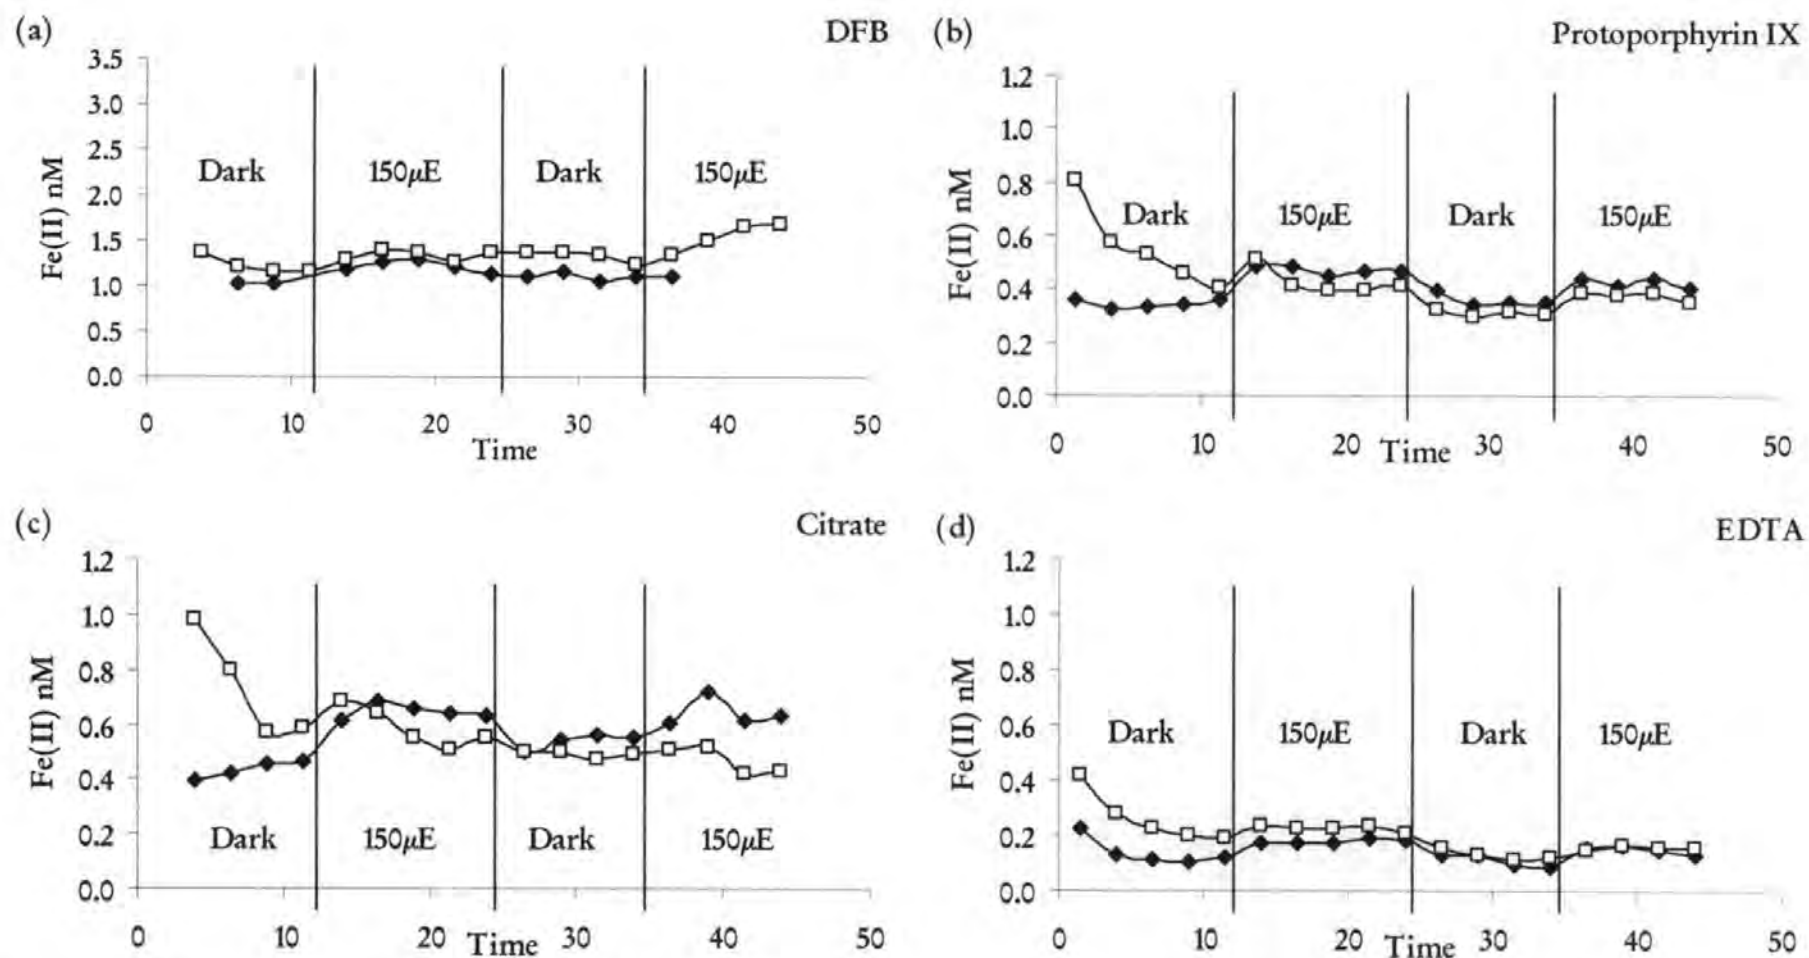 (a) DFB
3.5
3.0
2.5
2.0
1.5
1.0
0.5
0.0
Fe(II) nM
Dark 150μE Dark 150μE
0 10 20 30 40 50
Time
(b) Protoporphyrin IX
1.2
1.0
0.8
0.6
0.4
0.2
0.0
Fe(II) nM
Dark 150μE Dark 150μE
0 10 20 30 40 50
Time
(c) Citrate
1.2
1.0
0.8
0.6
0.4
0.2
0.0
Fe(II) nM
Dark 150μE Dark 150μE
0 10 20 30 40 50
Time
(d) EDTA
1.2
1.0
0.8
0.6
0.4
0.2
0.0
Fe(II) nM
Dark 150μE Dark 150μE
0 10 20 30 40 50
Time